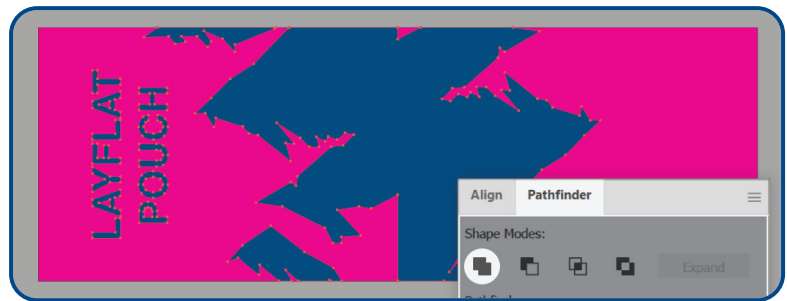 LAYFLAT
POUCH
Align
Pathfinder
Shape Modes:
Expand